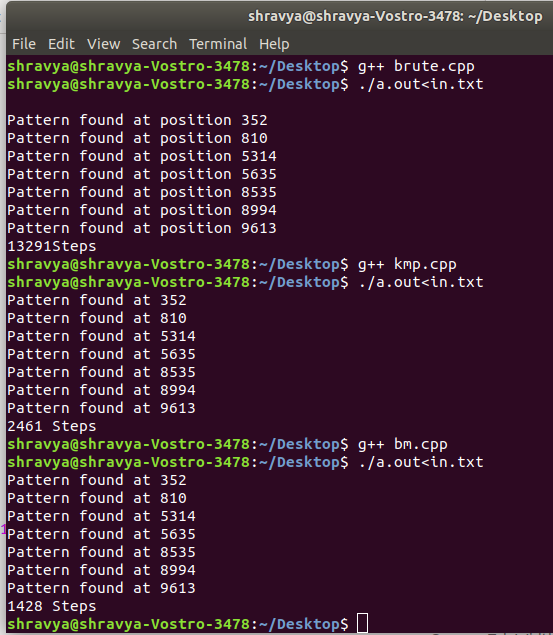 shravya@shravya-Vostro-3478: ~/Desktop
File Edit View Search Terminal Help
shravya@shravya-Vostro-3478:~/Desktop$ g++ brute.cpp
shravya@shravya-Vostro-3478:~/Desktop$ ./a.out<in.txt
Pattern found at position 352
Pattern found at position 810
Pattern found at position 5314
Pattern found at position 5635
Pattern found at position 8535
Pattern found at position 8994
Pattern found at position 9613
13291Steps
shravya@shravya-Vostro-3478:~/Desktop$ g++ kmp.cpp
shravya@shravya-Vostro-3478:~/Desktop$ ./a.out<in.txt
Pattern found at 352
Pattern found at 810
Pattern found at 5314
Pattern found at 5635
Pattern found at 8535
Pattern found at 8994
Pattern found at 9613
2461 Steps
shravya@shravya-Vostro-3478:~/Desktop$ g++ bm.cpp
shravya@shravya-Vostro-3478:~/Desktop$ ./a.out<in.txt
Pattern found at 352
Pattern found at 810
Pattern found at 5314
Pattern found at 5635
Pattern found at 8535
Pattern found at 8994
Pattern found at 9613
1428 Steps
shravya@shravya-Vostro-3478:~/Desktop$